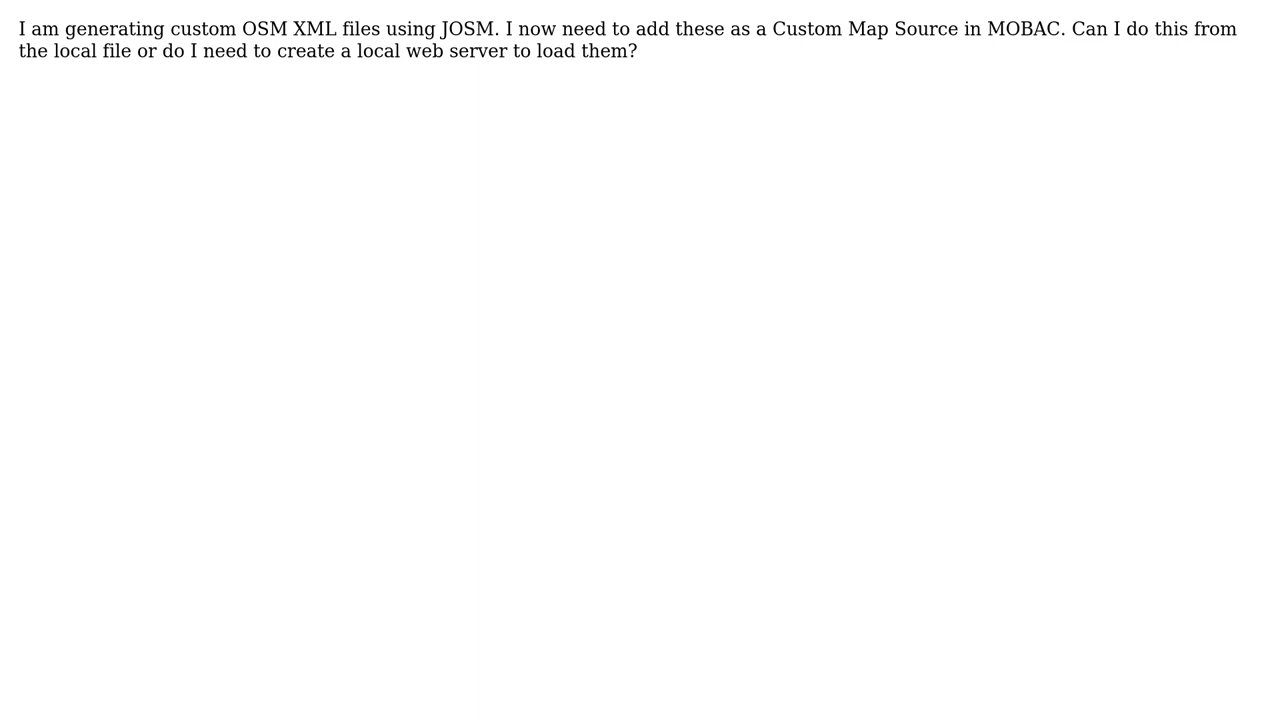 I am generating custom OSM XML files using JOSM. I now need to add these as a Custom Map Source in MOBAC. Can I do this from
the local file or do I need to create a local web server to load them?